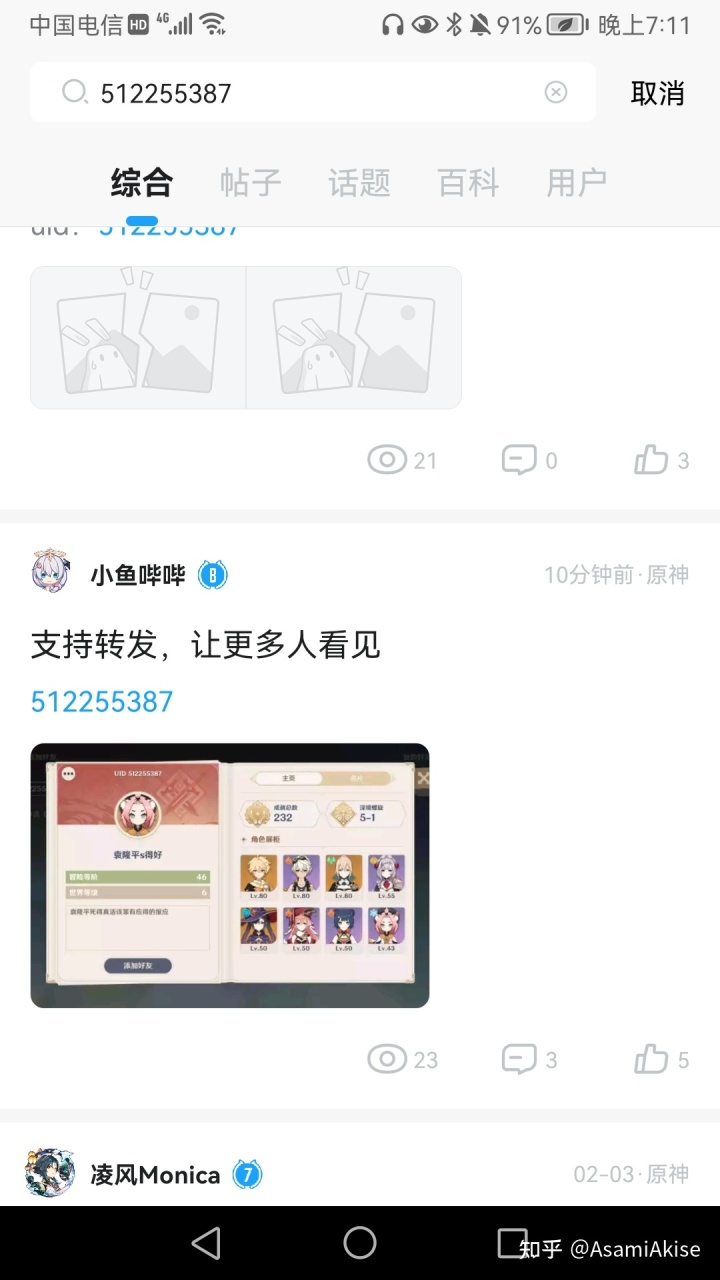 中国电信 HD 4G 91% 晚上7:11
512255387 取消
综合 帖子 话题 百科 用户
uid: 512255387
21 0 3
小鱼哔哔 8 10分钟前·原神
支持转发，让更多人看见
512255387
UID 512255387
袁隆平s得好
冒险等阶 46
世界等级 6
袁隆平死得真活该罪有应得的报应
添加好友
主页 名片
成就总数 232
深境螺旋 5-1
角色展柜
Lv.80 Lv.80 Lv.80 Lv.55
Lv.50 Lv.50 Lv.50 Lv.43
23 3 5
凌风Monica 7 02-03·原神
知乎 @AsamiAkise